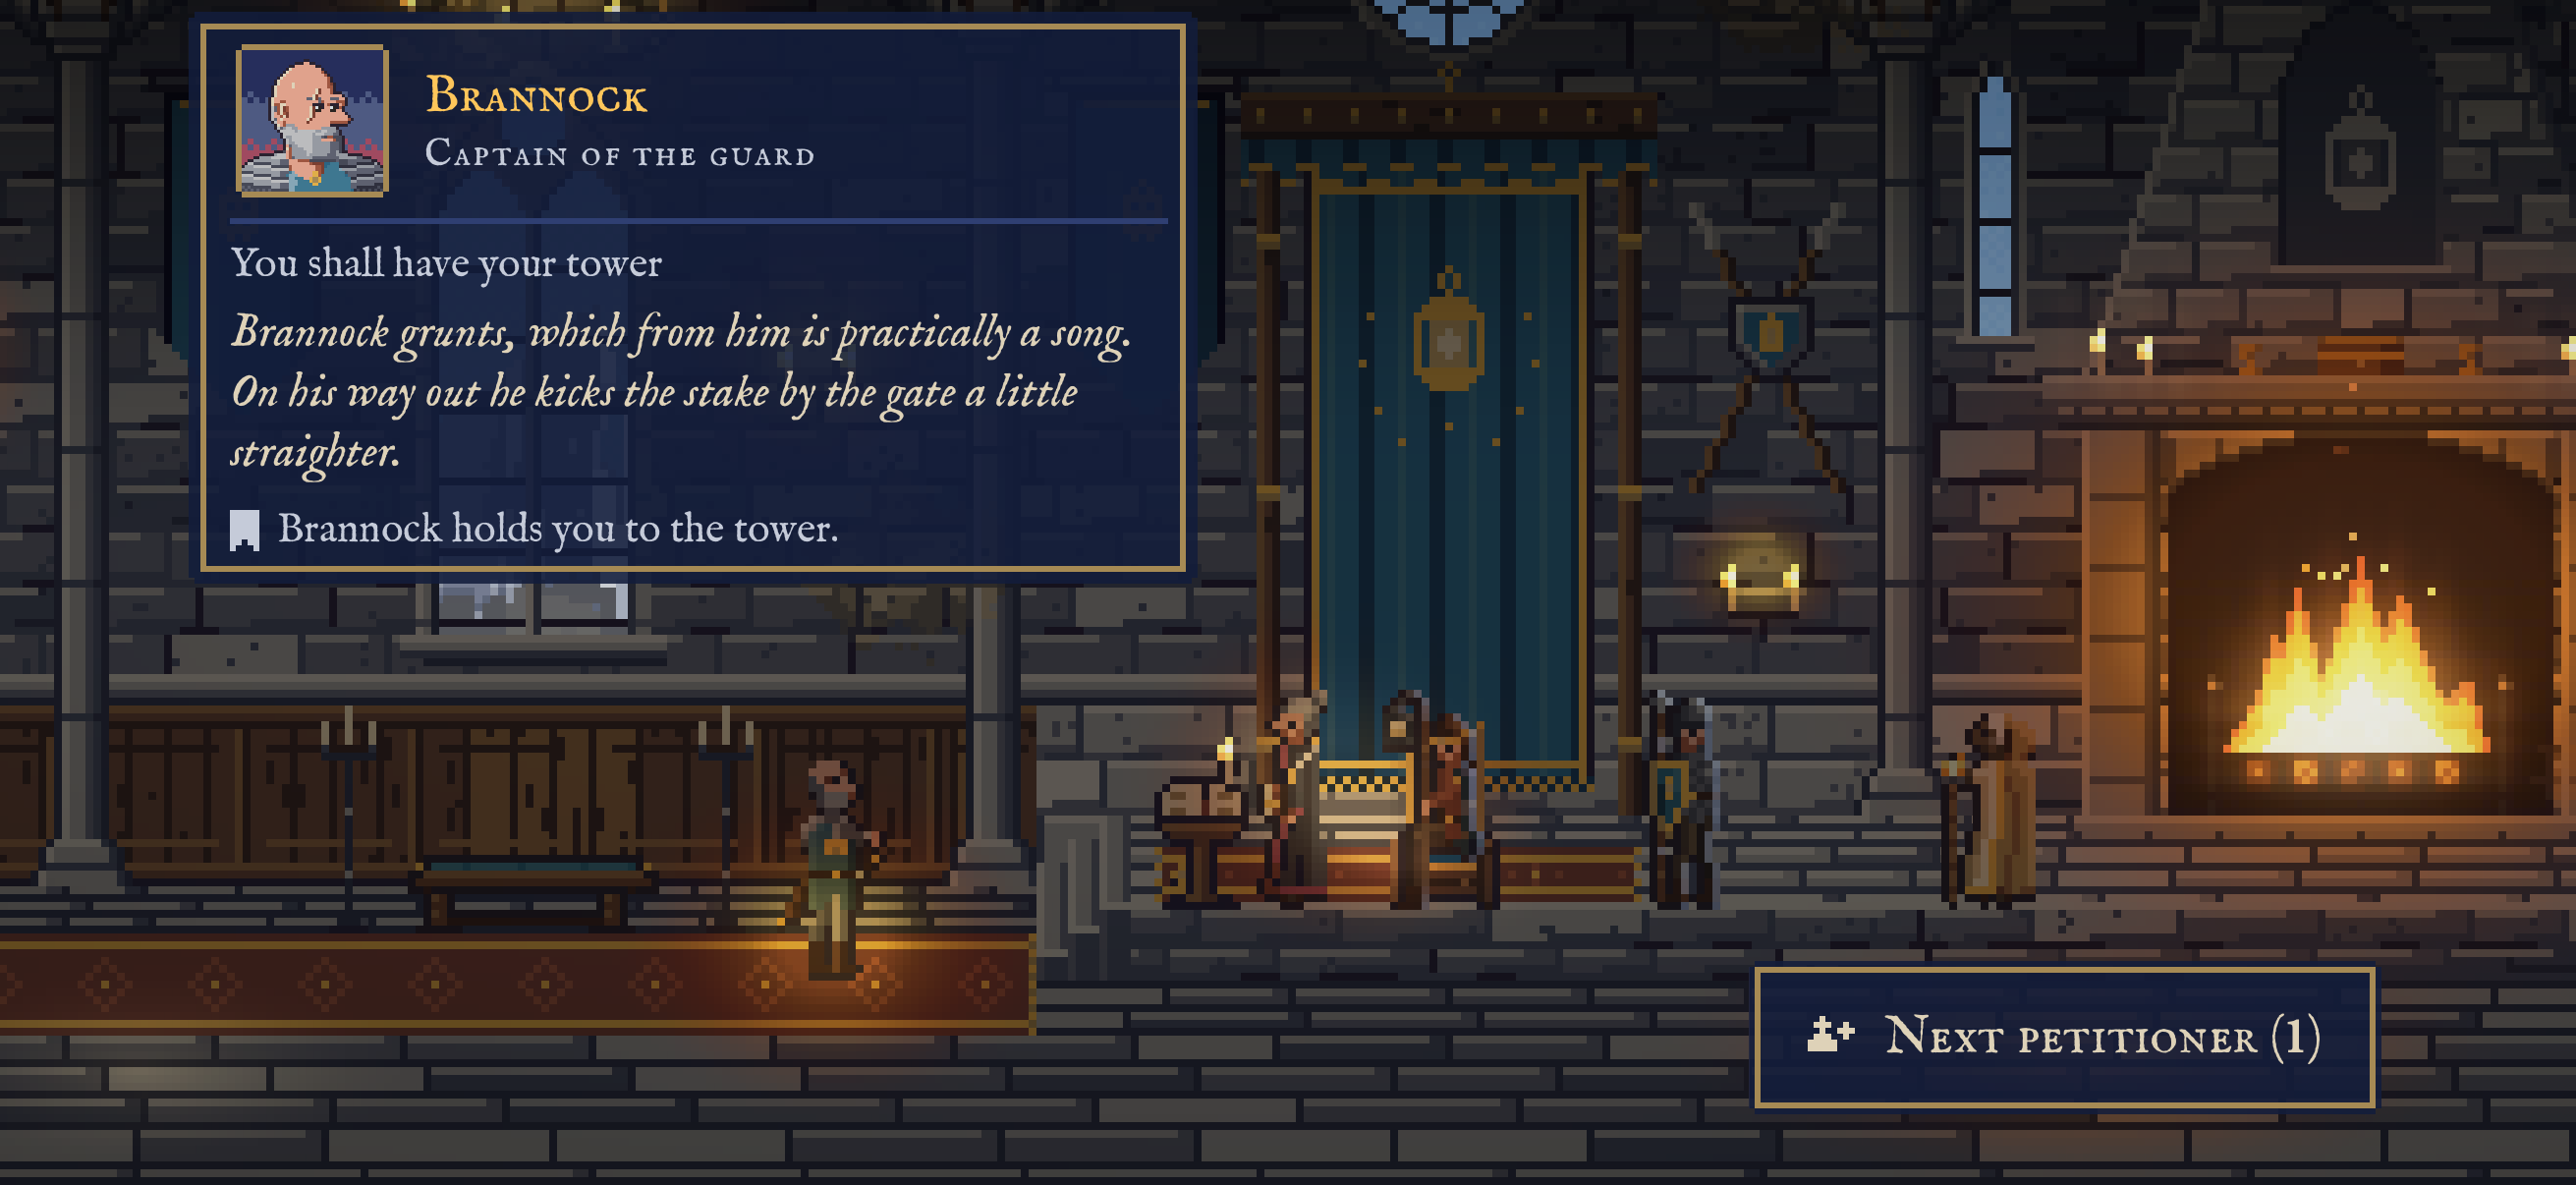 Brannock
Captain of the guard
You shall have your tower
Brannock grunts, which from him is practically a song.
On his way out he kicks the stake by the gate a little
straighter.
Brannock holds you to the tower.
Next petitioner (1)